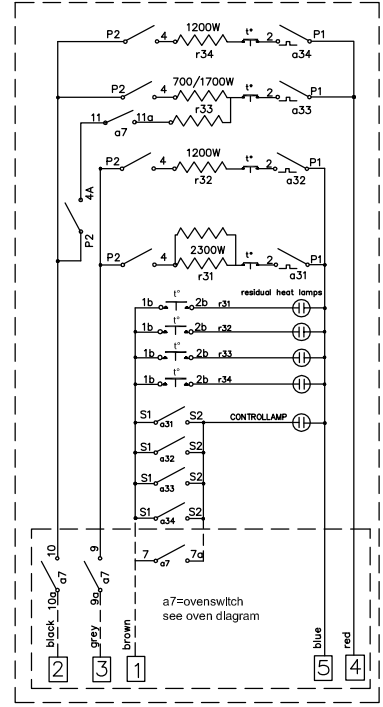 1200W
P2 4 t° 2 P1
r34 a34
700/1700W
P2 4 t° 2 P1
r33 a33
11 11a
a7
1200W
4A P2 4 t° 2 P1
r32 a32
P2
P2 4 2300W t° 2 P1
r31 a31
residual heat lamps
t°
1b 2b r31
t°
1b 2b r32
t°
1b 2b r33
t°
1b 2b r34
S1 S2 CONTROLLAMP
a31
S1 S2
a32
S1 S2
a33
S1 S2
a34
10 9 7 7a
a7 a7 a7
10a 9a
a7=ovenswitch
see oven diagram
black grey brown blue red
2 3 1 5 4